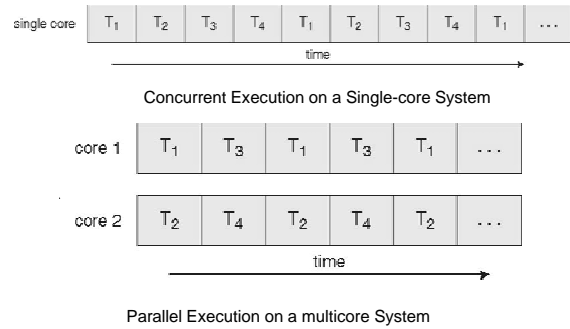 single core T1 T2 T3 T4 T1 T2 T3 T4 T1 ...
time
Concurrent Execution on a Single-core System
core 1 T1 T3 T1 T3 T1 ...
core 2 T2 T4 T2 T4 T2 ...
time
Parallel Execution on a multicore System